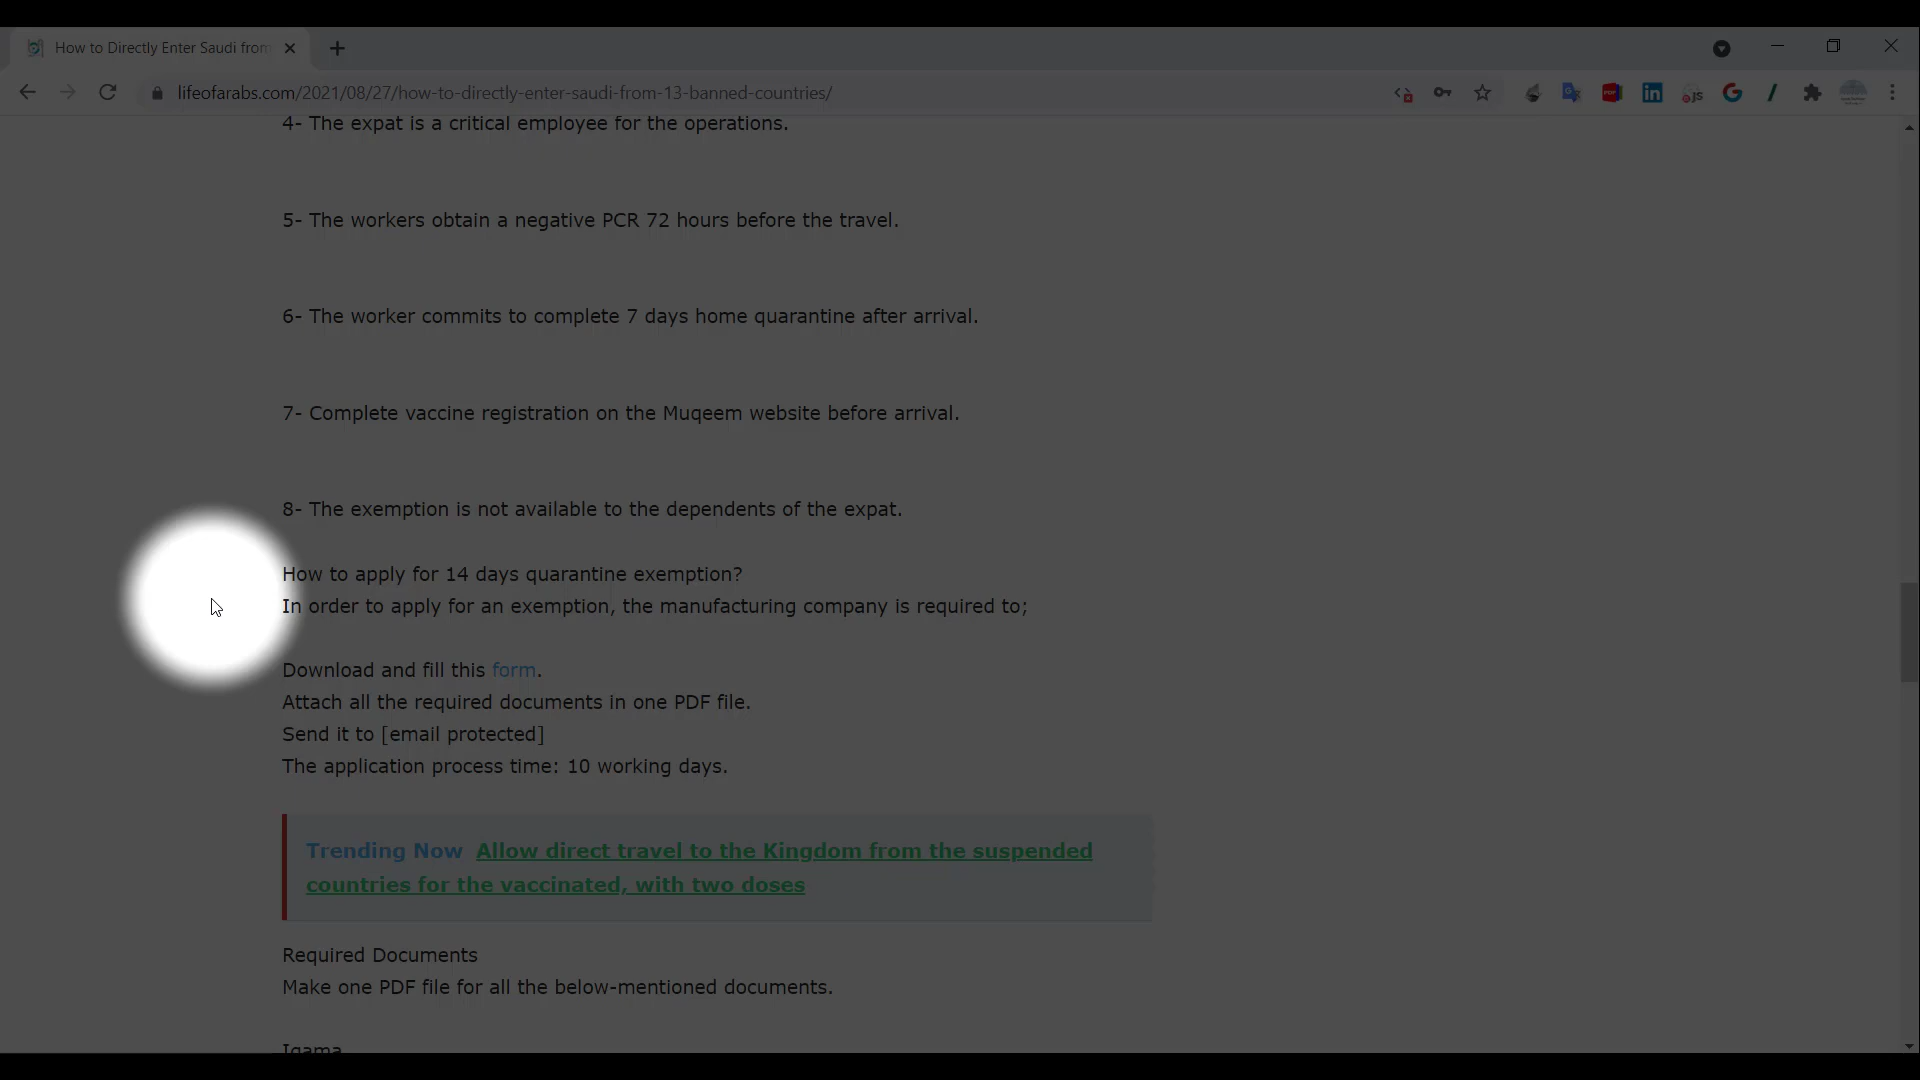 How to Directly Enter Saudi from
lifeofarabs.com/2021/08/27/how-to-directly-enter-saudi-from-13-banned-countries/
4- The expat is a critical employee for the operations.
5- The workers obtain a negative PCR 72 hours before the travel.
6- The worker commits to complete 7 days home quarantine after arrival.
7- Complete vaccine registration on the Muqeem website before arrival.
8- The exemption is not available to the dependents of the expat.
How to apply for 14 days quarantine exemption?
In order to apply for an exemption, the manufacturing company is required to;
Download and fill this form.
Attach all the required documents in one PDF file.
Send it to [email protected]
The application process time: 10 working days.
Trending Now Allow direct travel to the Kingdom from the suspended
countries for the vaccinated, with two doses
Required Documents
Make one PDF file for all the below-mentioned documents.
Iqama